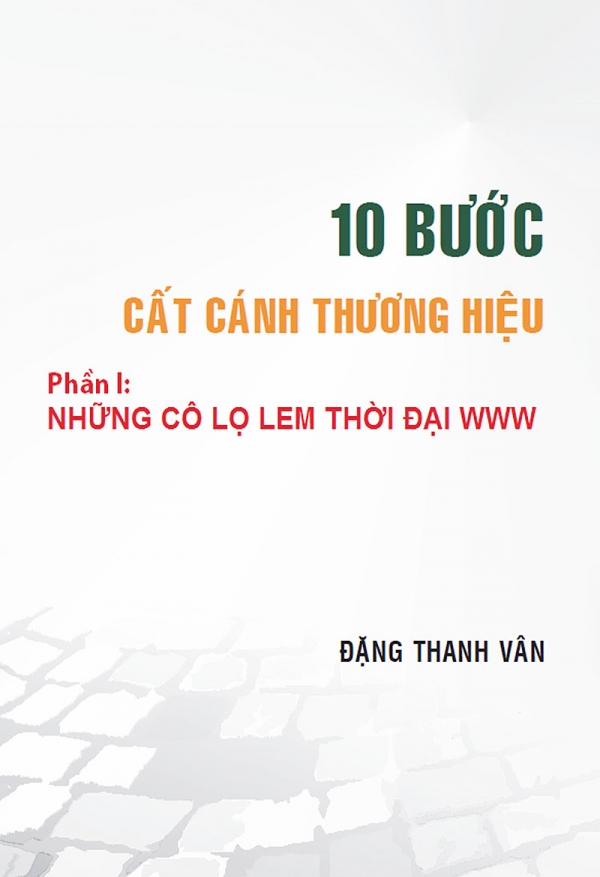 10 BƯỚC
CẤT CÁNH THƯƠNG HIỆU
Phần I:
NHỮNG CÔ LỌ LEM THỜI ĐẠI WWW
ĐẶNG THANH VÂN